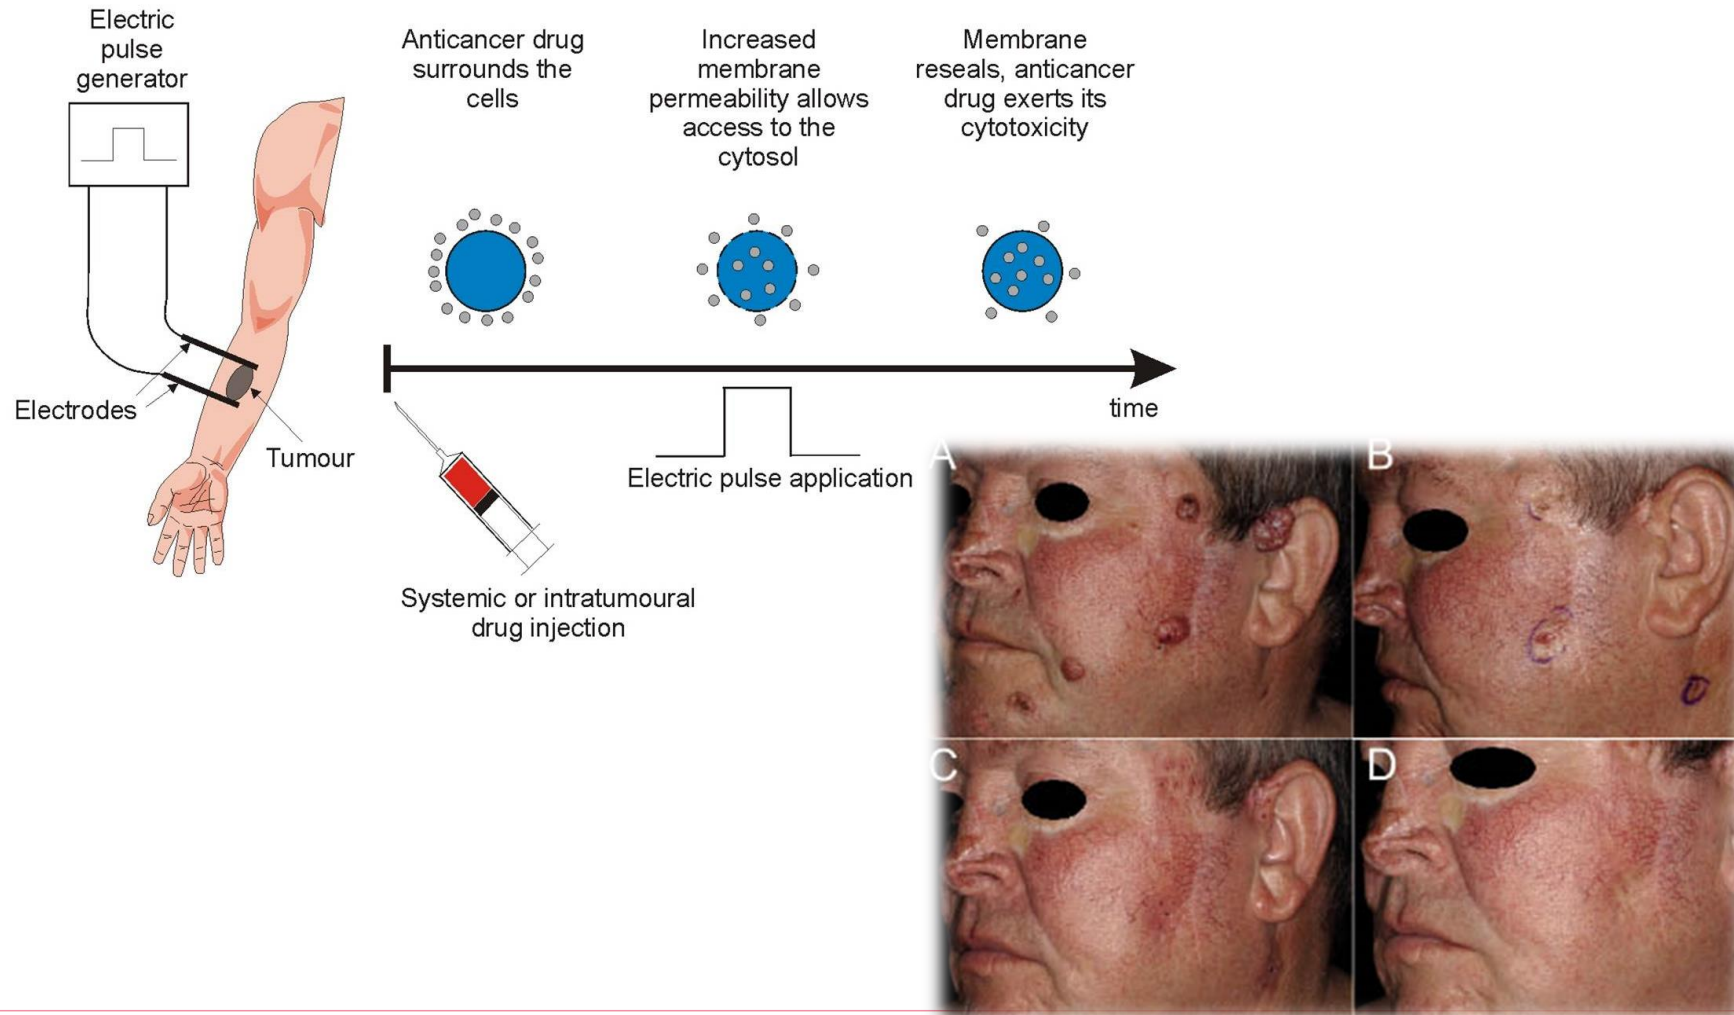 Electric
pulse
generator
Anticancer drug
surrounds the
cells
Increased
membrane
permeability allows
access to the
cytosol
Membrane
reseals, anticancer
drug exerts its
cytotoxicity
Electrodes
Tumour
time
Electric pulse application
Systemic or intratumoural
drug injection
A
B
C
D